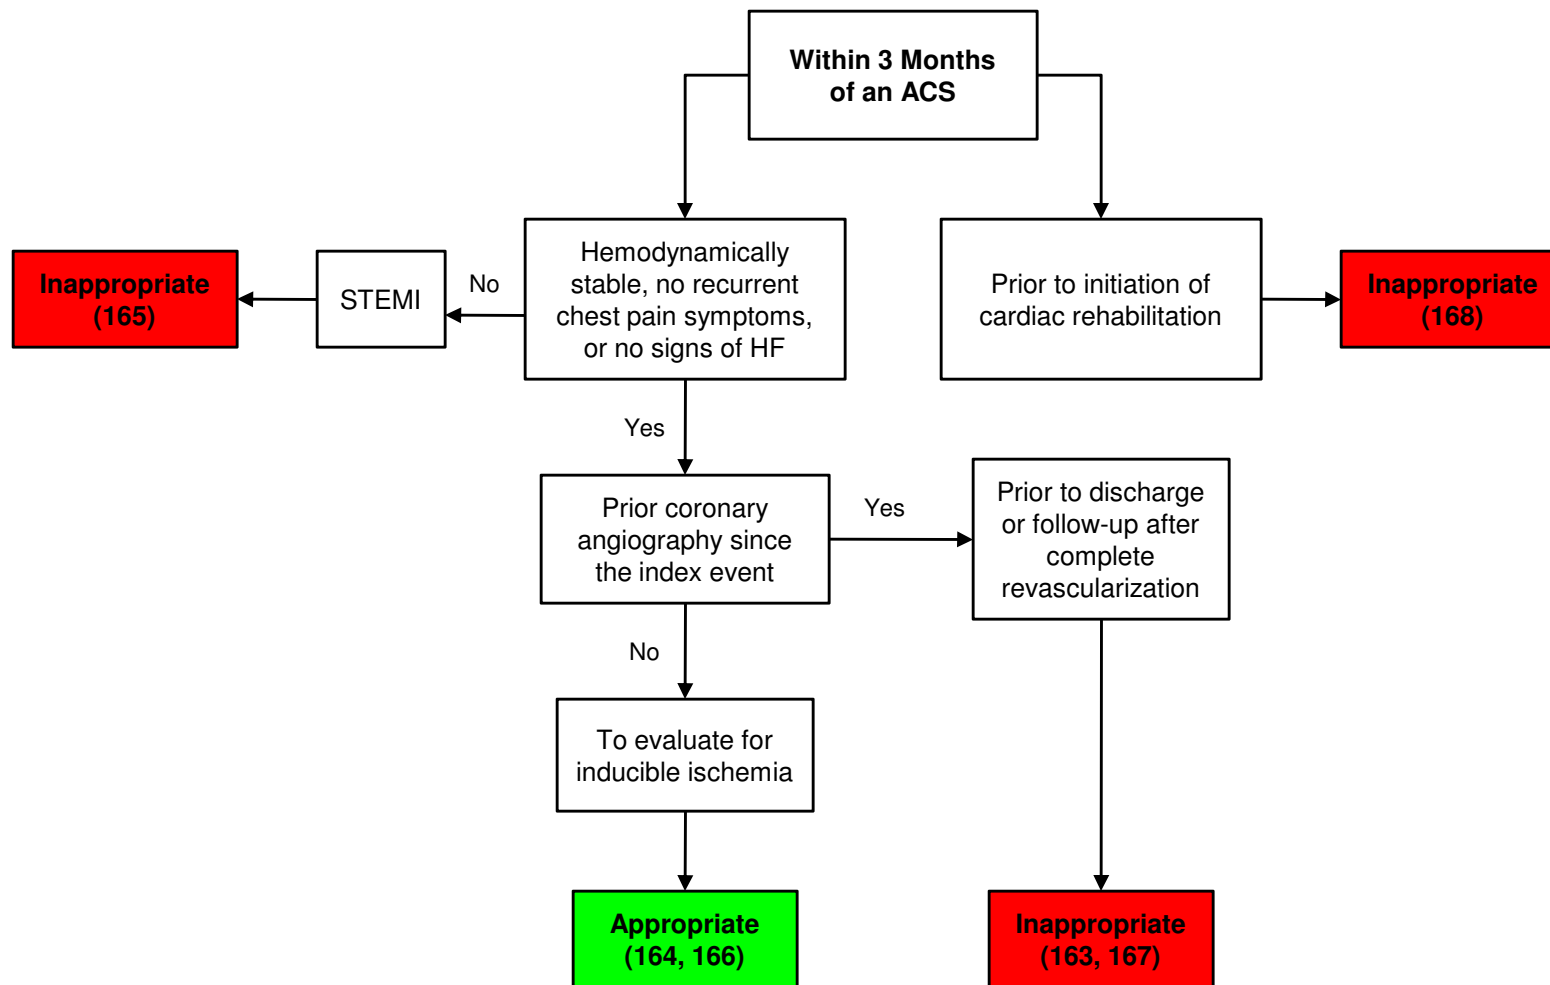 Within 3 Months
of an ACS
Hemodynamically
stable, no recurrent
chest pain symptoms,
or no signs of HF
Prior to initiation of
cardiac rehabilitation
Inappropriate
(168)
No
STEMI
Inappropriate
(165)
Yes
Prior coronary
angiography since
the index event
Yes
Prior to discharge
or follow-up after
complete
revascularization
No
To evaluate for
inducible ischemia
Appropriate
(164, 166)
Inappropriate
(163, 167)